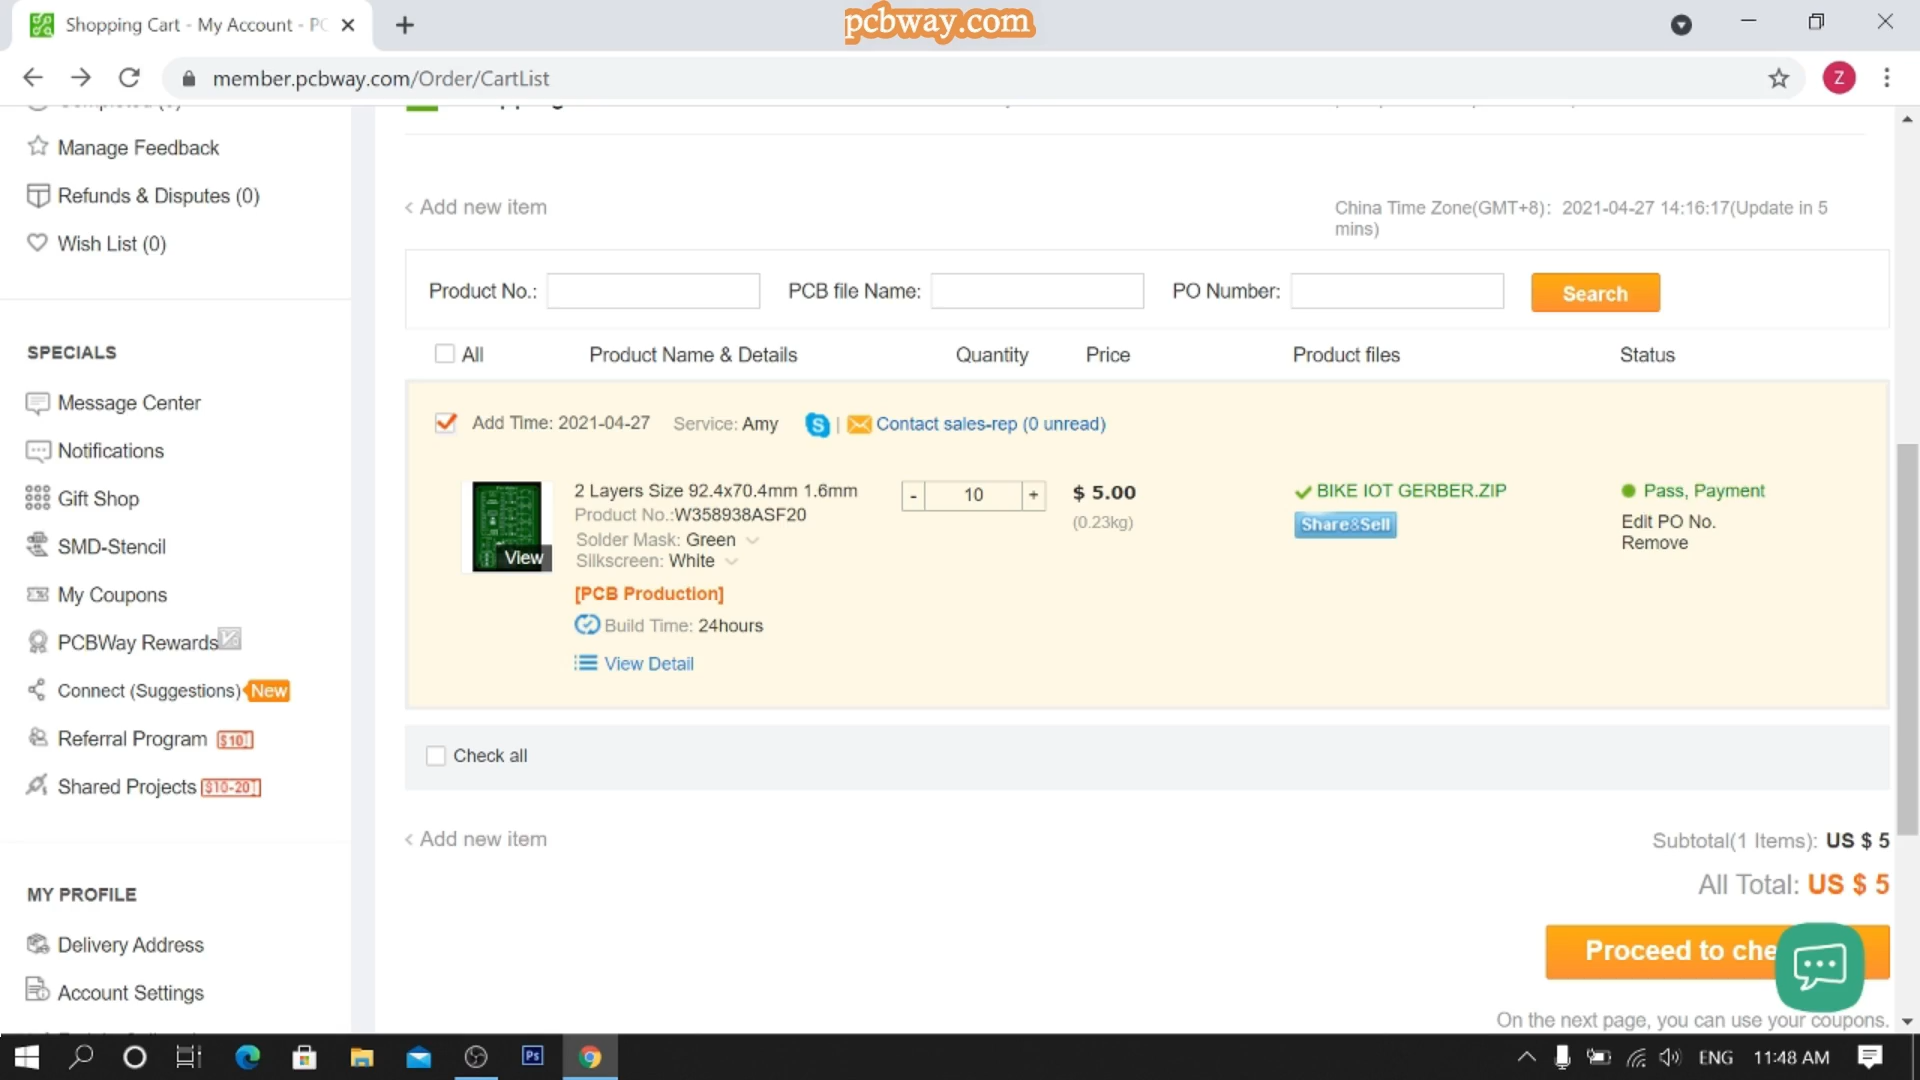 Shopping Cart - My Account - PC
pcbway.com
member.pcbway.com/Order/CartList
Z
Manage Feedback
Refunds & Disputes (0)
Wish List (0)
SPECIALS
Message Center
Notifications
Gift Shop
SMD-Stencil
My Coupons
PCBWay Rewards
Connect (Suggestions) New
Referral Program $10
Shared Projects $10-20
MY PROFILE
Delivery Address
Account Settings
< Add new item
China Time Zone(GMT+8): 2021-04-27 14:16:17(Update in 5
mins)
Product No.: PCB file Name: PO Number: Search
All Product Name & Details Quantity Price Product files Status
Add Time: 2021-04-27 Service: Amy S | Contact sales-rep (0 unread)
2 Layers Size 92.4x70.4mm 1.6mm - 10 + $ 5.00 BIKE IOT GERBER.ZIP Pass, Payment
Product No.:W358938ASF20 (0.23kg) Share&Sell Edit PO No.
Solder Mask: Green Remove
View
Silkscreen: White
[PCB Production]
Build Time: 24hours
View Detail
Check all
< Add new item
Subtotal(1 Items): US $ 5
All Total: US $ 5
Proceed to che
On the next page, you can use your coupons.
Ps
ENG 11:48 AM